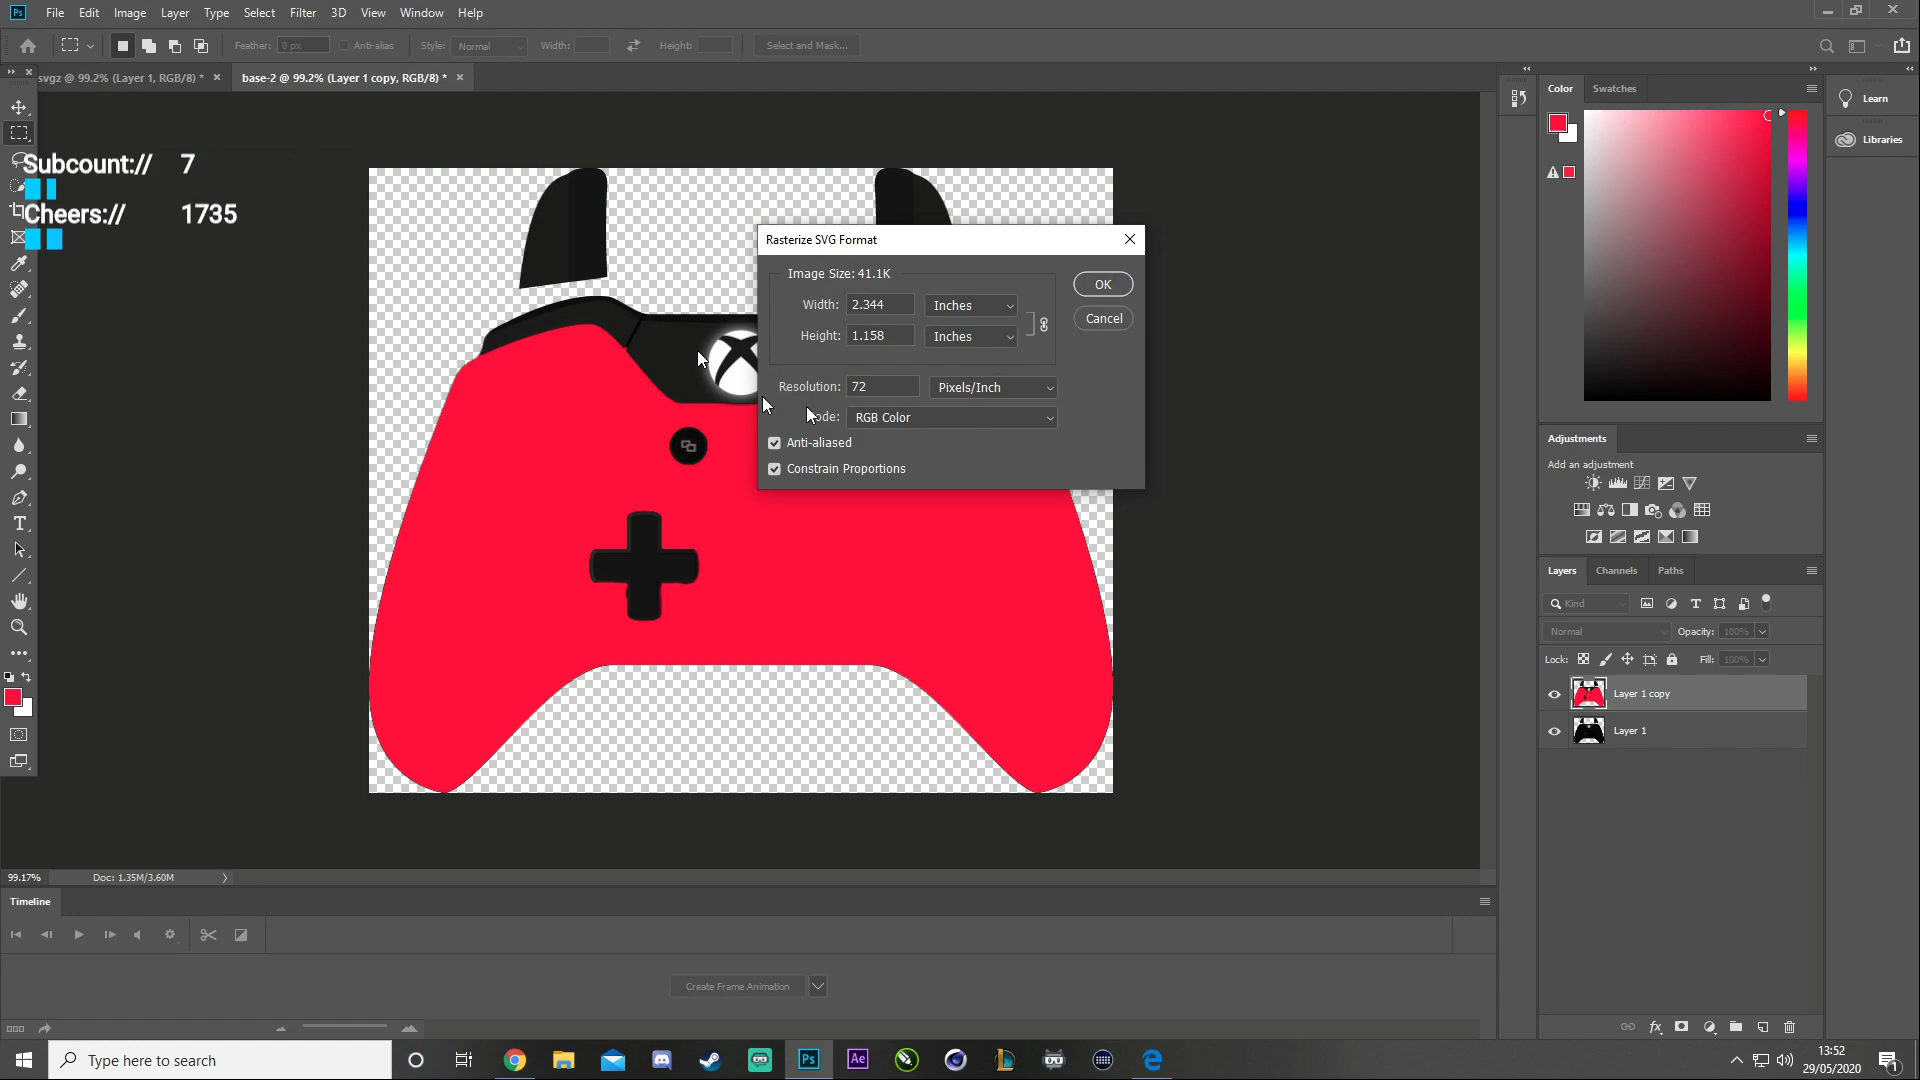 Ps File Edit Image Layer Type Select Filter 3D View Window Help
Feather: 0 px Anti-alias Style: Normal Width: Height: Select and Mask...
svgz @ 99.2% (Layer 1, RGB/8) * × base-2 @ 99.2% (Layer 1 copy, RGB/8) * ×
Subcount:// 7
Cheers:// 1735
Rasterize SVG Format
Image Size: 41.1K
Width: 2.344 Inches
Height: 1.158 Inches
Resolution: 72 Pixels/Inch
ode: RGB Color
Anti-aliased
Constrain Proportions
OK
Cancel
Color Swatches
Learn
Libraries
Adjustments
Add an adjustment
Layers Channels Paths
Kind
Normal Opacity: 100%
Lock: Fill: 100%
Layer 1 copy
Layer 1
99.17% Doc: 1.35M/3.60M
Timeline
Create Frame Animation
Type here to search
Ps Ae
13:52
29/05/2020
1